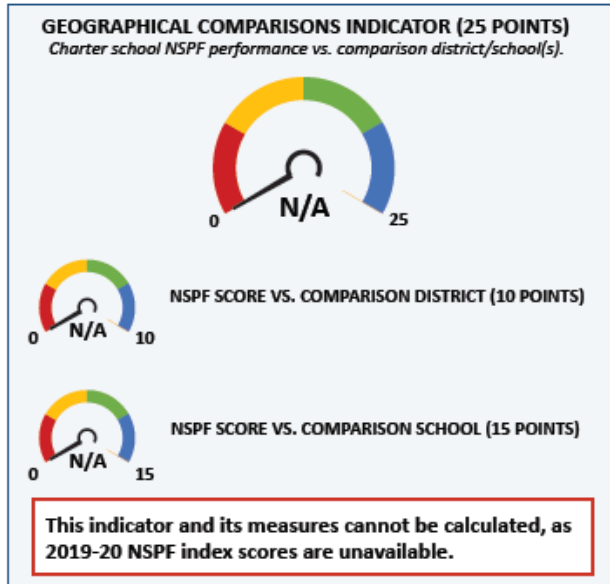 GEOGRAPHICAL COMPARISONS INDICATOR (25 POINTS)
Charter school NSPF performance vs. comparison district/school(s).
N/A
0
25
NSPF SCORE VS. COMPARISON DISTRICT (10 POINTS)
N/A
0
10
NSPF SCORE VS. COMPARISON SCHOOL (15 POINTS)
N/A
0
15
This indicator and its measures cannot be calculated, as
2019-20 NSPF index scores are unavailable.